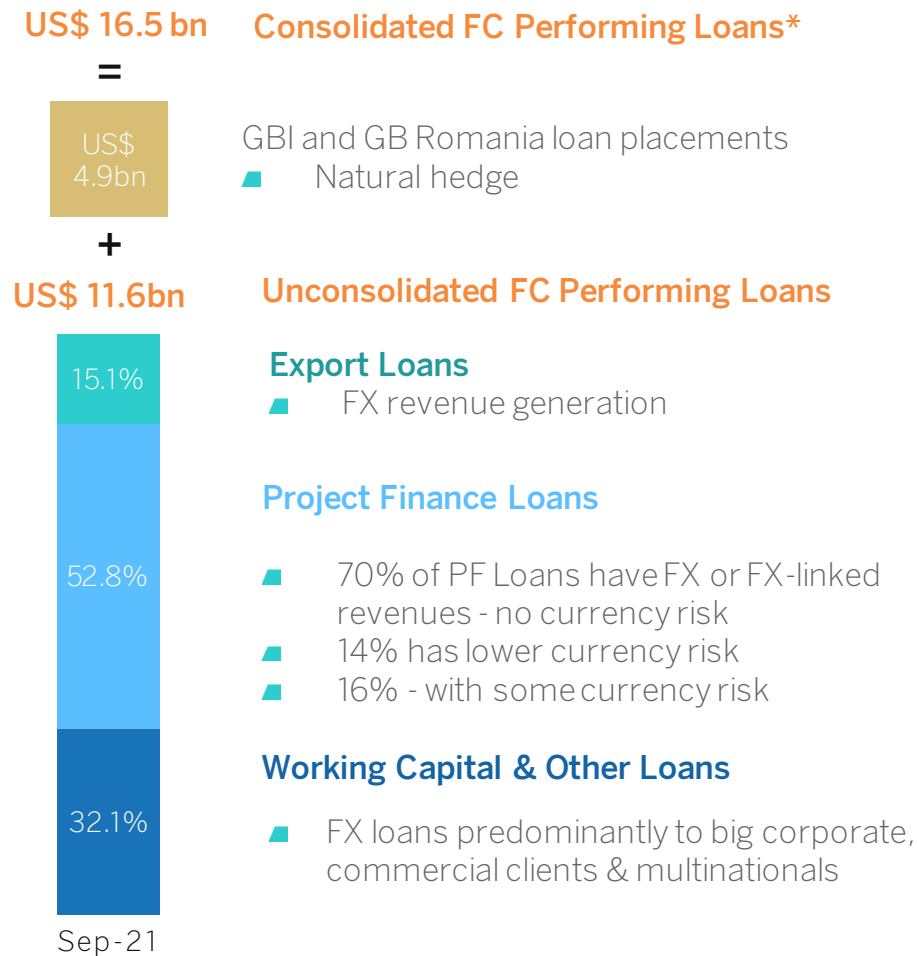 US$ 16.5 bn Consolidated FC Performing Loans*
=
US$
4.9bn
GBI and GB Romania loan placements
Natural hedge
+
US$ 11.6bn Unconsolidated FC Performing Loans
15.1%
Export Loans
FX revenue generation
52.8%
Project Finance Loans
70% of PF Loans have FX or FX-linked
revenues - no currency risk
14% has lower currency risk
16% - with some currency risk
32.1%
Working Capital & Other Loans
FX loans predominantly to big corporate,
commercial clients & multinationals
Sep-21